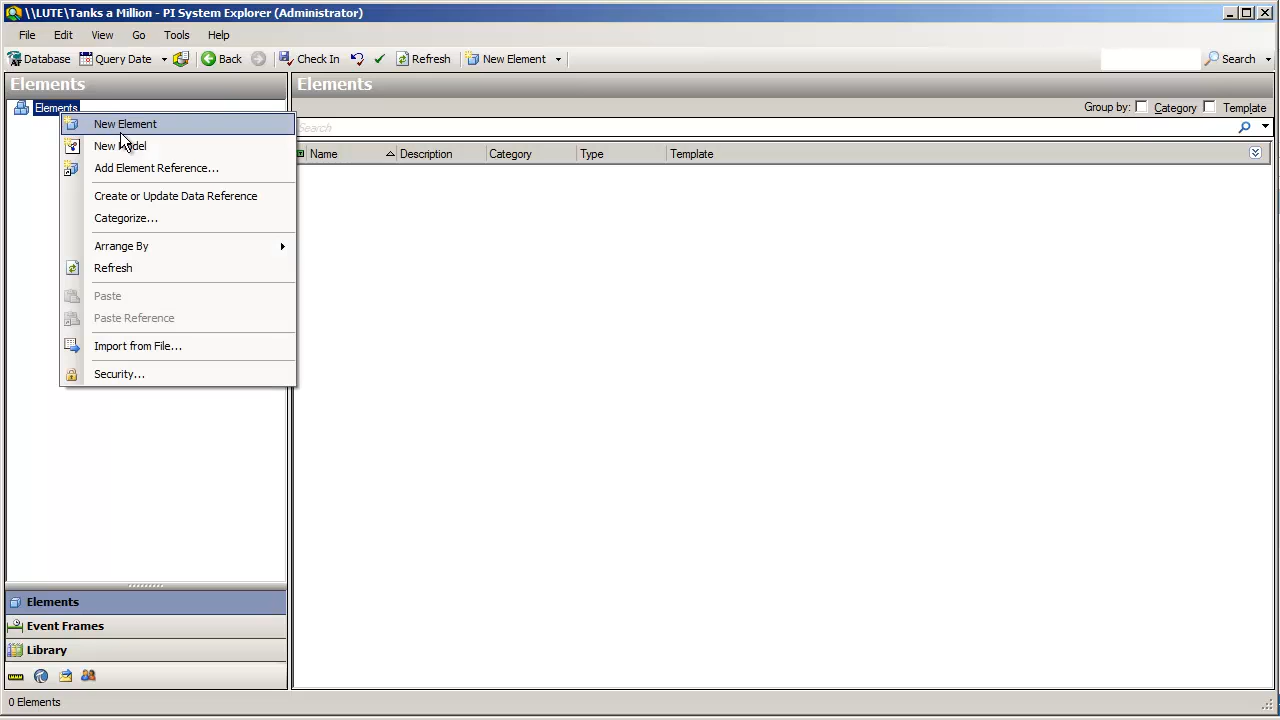 \\LUTE\Tanks a Million - PI System Explorer (Administrator)
File Edit View Go Tools Help
Database Query Date Back Check In Refresh New Element Search
Elements
Elements
Group by: Category Template
Elements
Search
Name Description Category Type Template
New Element
New Model
Add Element Reference...
Create or Update Data Reference
Categorize...
Arrange By
Refresh
Paste
Paste Reference
Import from File...
Security...
Elements
Event Frames
Library
0 Elements